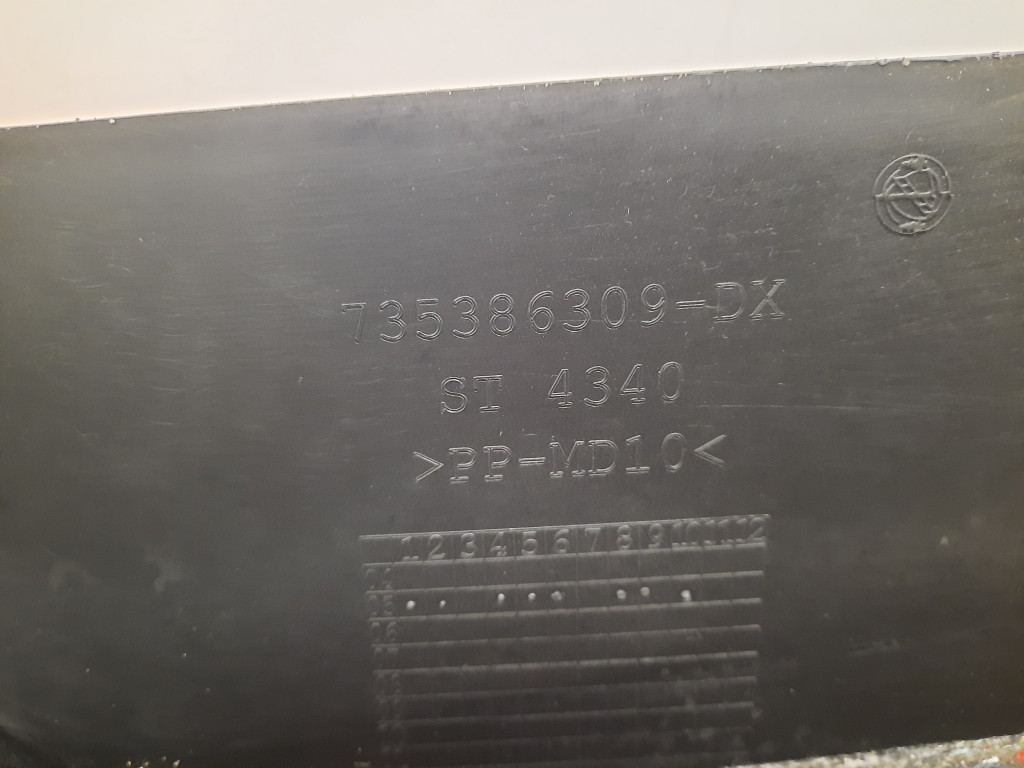 735386309-DX
ST 4340
>PP-MD10<
1 2 3 4 5 6 7 8 9 10 11 12